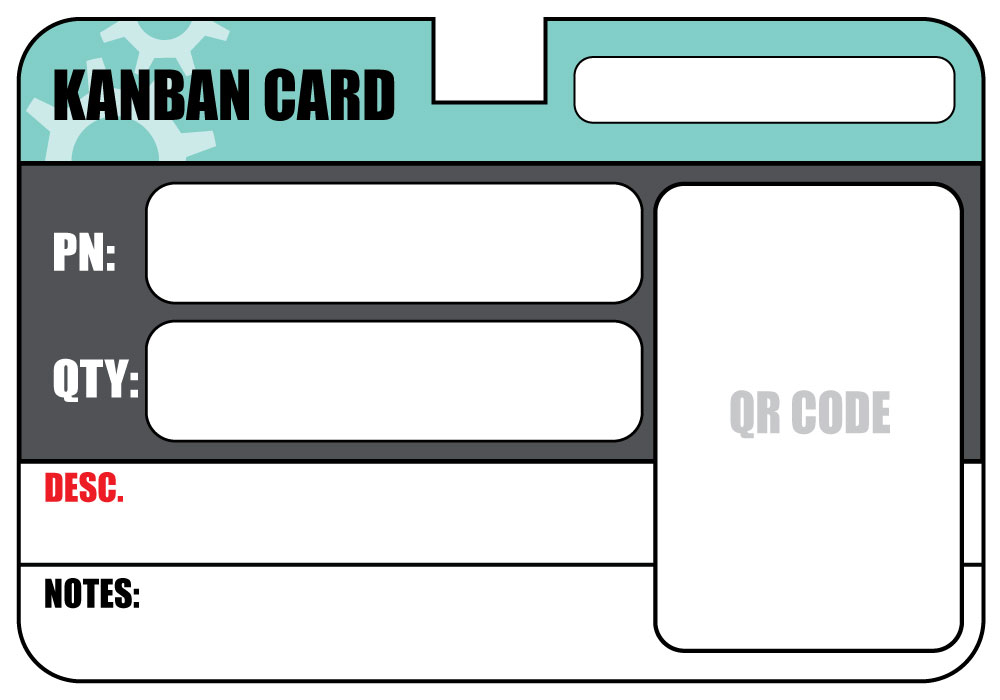 KANBAN CARD
PN:
QTY:
QR CODE
DESC.
NOTES: